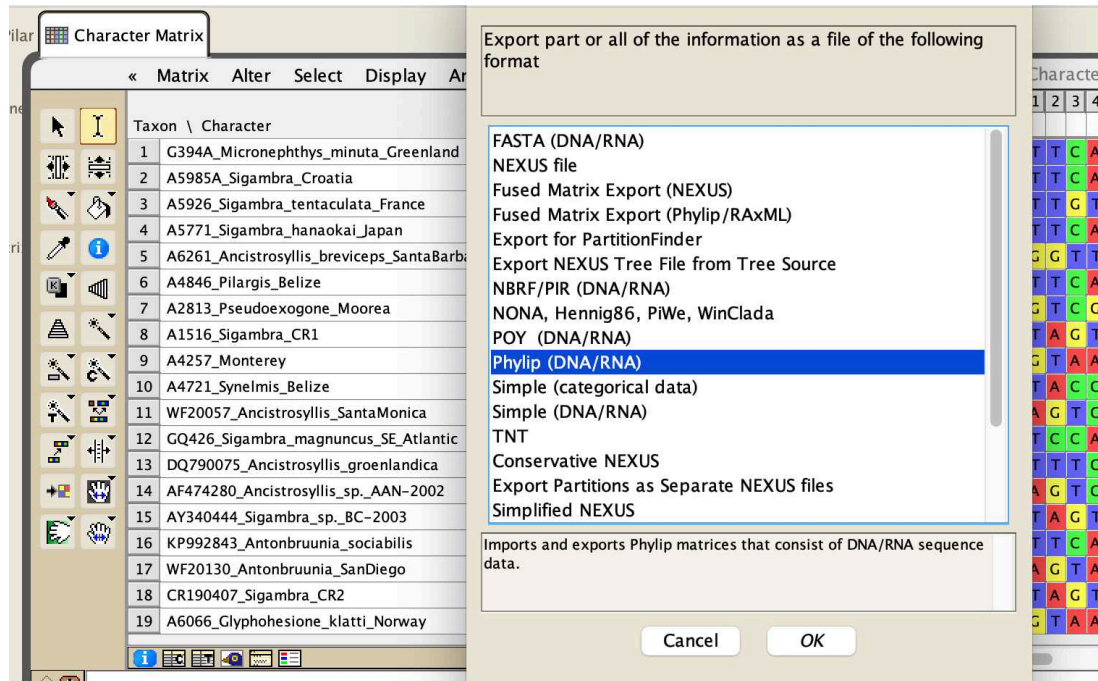 Character Matrix
« Matrix Alter Select Display
Taxon \ Character
1 G394A_Micronephthys_minuta_Greenland
2 A5985A_Sigambra_Croatia
3 A5926_Sigambra_tentaculata_France
4 A5771_Sigambra_hanaokai_Japan
5 A6261_Ancistrosyllis_breviceps_SantaBarba
6 A4846_Pilargis_Belize
7 A2813_Pseudoexogone_Moorea
8 A1516_Sigambra_CR1
9 A4257_Monterey
10 A4721_Synelmis_Belize
11 WF20057_Ancistrosyllis_SantaMonica
12 GQ426_Sigambra_magnuncus_SE_Atlantic
13 DQ790075_Ancistrosyllis_groenlandica
14 AF474280_Ancistrosyllis_sp._AAN-2002
15 AY340444_Sigambra_sp._BC-2003
16 KP992843_Antonbruunia_sociabilis
17 WF20130_Antonbruunia_SanDiego
18 CR190407_Sigambra_CR2
19 A6066_Glyphohesione_klatti_Norway
Export part or all of the information as a file of the following
format
FASTA (DNA/RNA)
NEXUS file
Fused Matrix Export (NEXUS)
Fused Matrix Export (Phylip/RAxML)
Export for PartitionFinder
Export NEXUS Tree File from Tree Source
NBRF/PIR (DNA/RNA)
NONA, Hennig86, PiWe, WinClada
POY (DNA/RNA)
Phylip (DNA/RNA)
Simple (categorical data)
Simple (DNA/RNA)
TNT
Conservative NEXUS
Export Partitions as Separate NEXUS files
Simplified NEXUS
Imports and exports Phylip matrices that consist of DNA/RNA sequence
data.
Cancel OK
1 2 3 4
T T C A
T T C A
T T G T
T T C A
G G T T
T T C A
G T C G
T A G T
G T A A
T A C C
A G T C
T C C A
T T T C
A G T C
T A G T
T T C A
A G T A
T A G T
G T A A